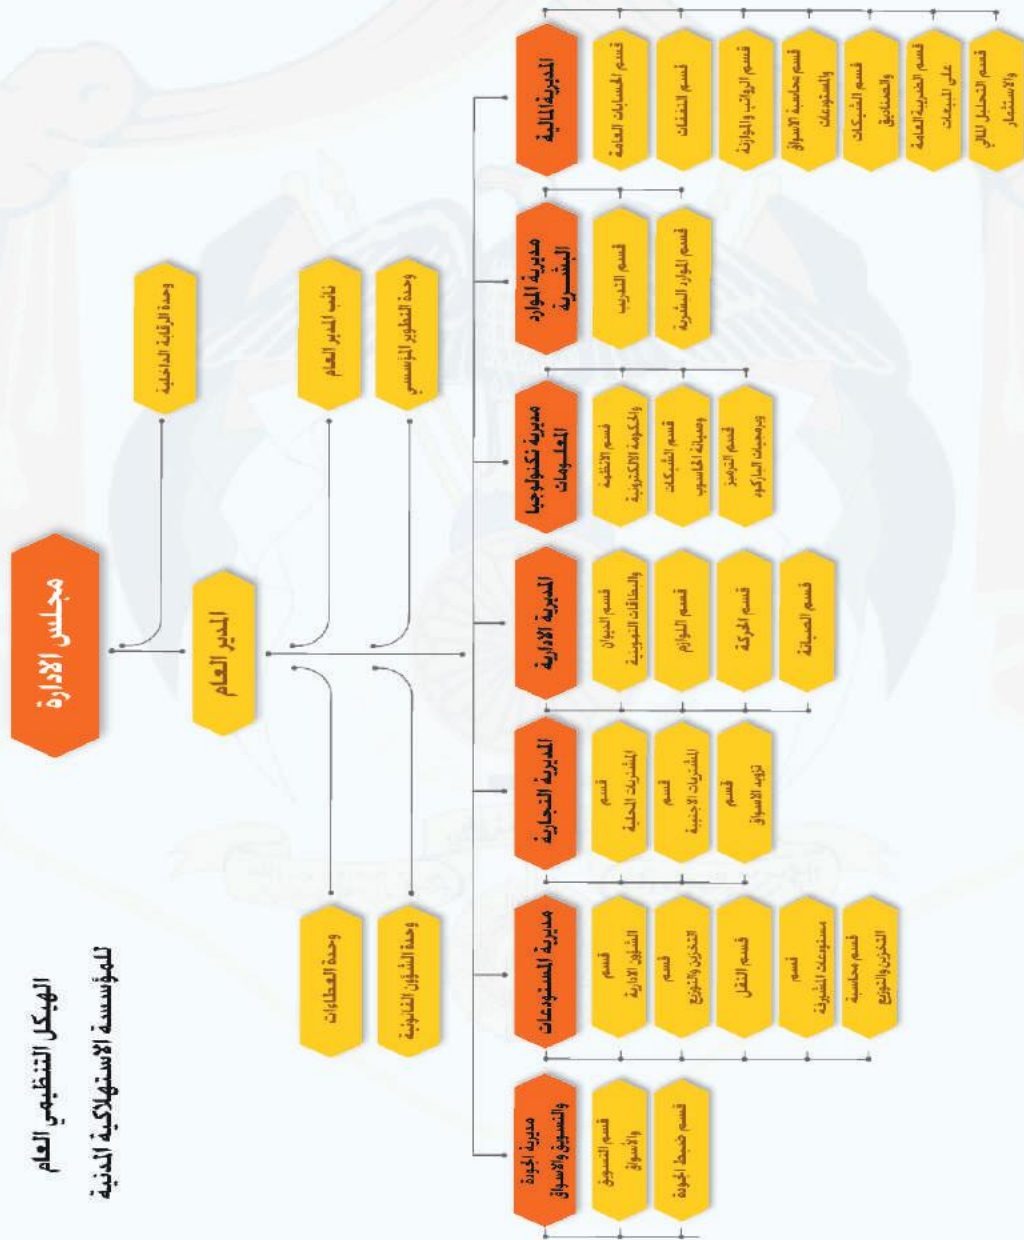 الهيكل التنظيمي العام
للمؤسسة الاستهلاكية المدنية
مجلس الادارة
وحدة الرقابة الداخلية
المدير العام
نائب المدير العام
وحدة العطاءات
وحدة التطوير المؤسسي
وحدة الشؤون القانونية
المديرية المالية
قسم الحسابات العامة
قسم النفقات
قسم الرواتب والموازنة
قسم محاسبة الاسواق
والمستودعات
قسم الشيكات
والصناديق
قسم الضريبة العامة
على المبيعات
قسم التحليل المالي
والاستثمار
مديرية الموارد
البشرية
قسم التدريب
قسم الموارد البشرية
مديرية تكنولوجيا
المعلومات
قسم الانظمة
والحكومة الالكترونية
قسم الشبكات
وصيانة الحاسوب
قسم الترميز
وبرمجيات الباركود
المديرية الادارية
قسم الديوان
والبطاقات التموينية
قسم اللوازم
قسم الحركة
قسم الصيانة
المديرية التجارية
قسم
المشتريات المحلية
قسم
المشتريات الاجنبية
قسم
تزويد الاسواق
مديرية المستودعات
قسم
الشؤون الادارية
قسم
التخزين والتوزيع
قسم النقل
قسم
مستودعات المشيرفة
قسم محاسبة
التخزين والتوزيع
مديرية الجودة
والتسويق والاسواق
قسم التسويق
والأسواق
قسم ضبط الجودة